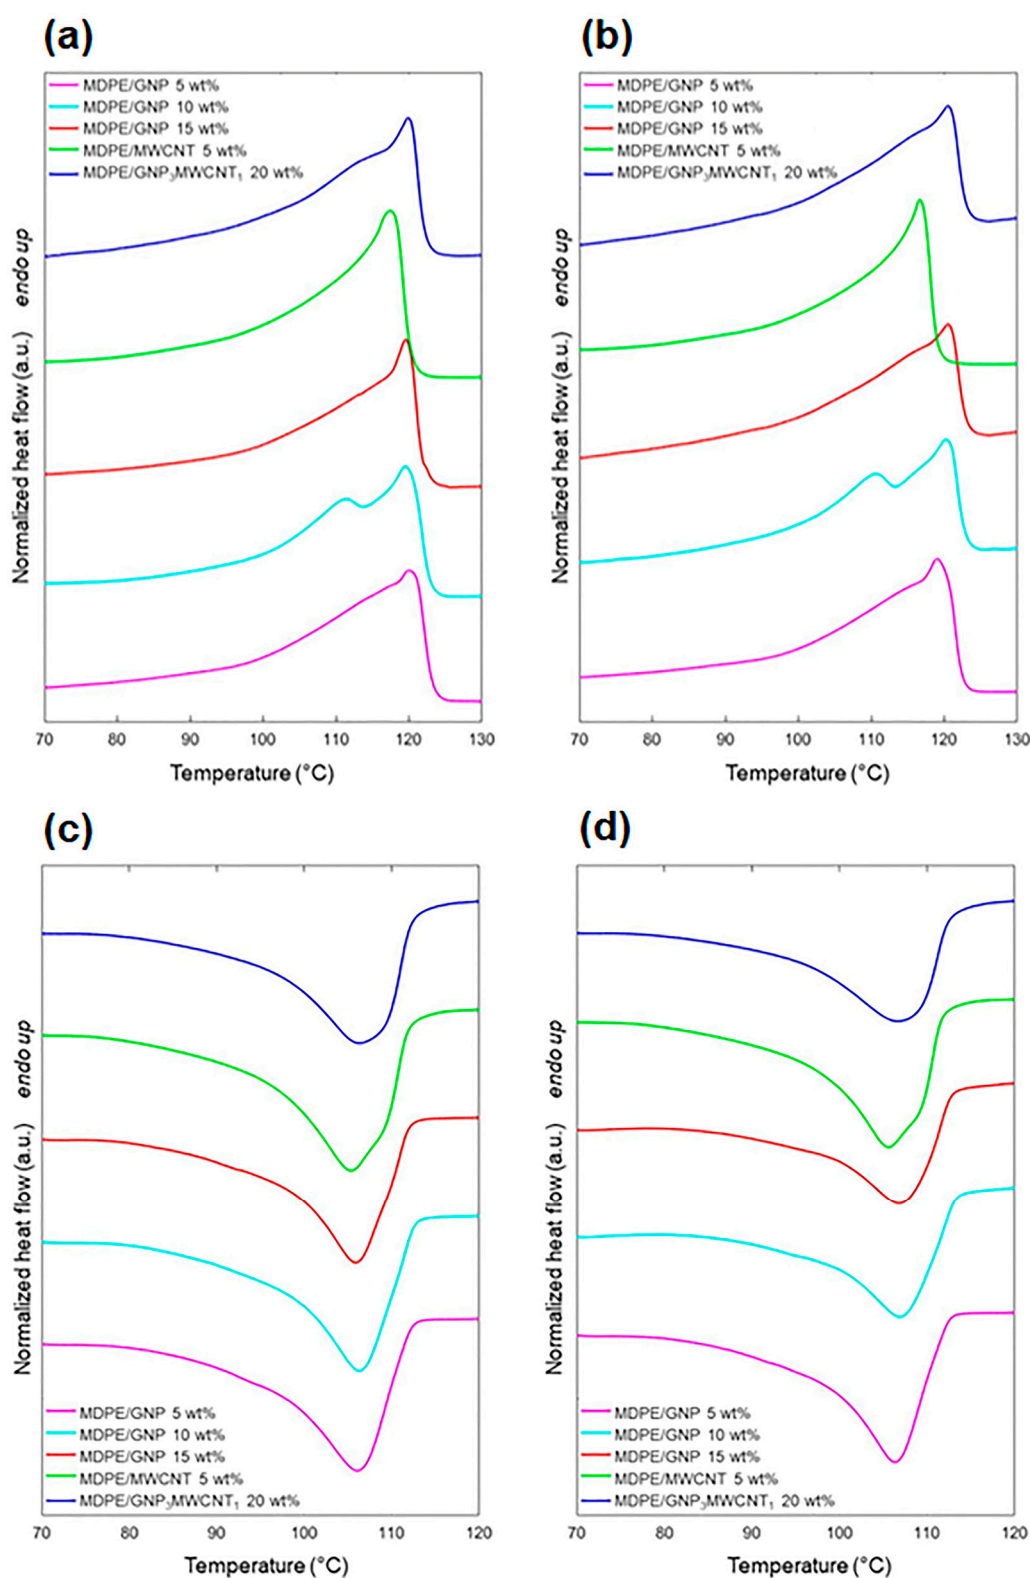 (a)
MDPE/GNP 5 wt%
MDPE/GNP 10 wt%
MDPE/GNP 15 wt%
MDPE/MWCNT 5 wt%
MDPE/GNP₃MWCNT₁ 20 wt%
Normalized heat flow (a.u.) endo up
70 80 90 100 110 120 130
Temperature (°C)
(b)
MDPE/GNP 5 wt%
MDPE/GNP 10 wt%
MDPE/GNP 15 wt%
MDPE/MWCNT 5 wt%
MDPE/GNP₃MWCNT₁ 20 wt%
Normalized heat flow (a.u.) endo up
70 80 90 100 110 120 130
Temperature (°C)
(c)
Normalized heat flow (a.u.) endo up
MDPE/GNP 5 wt%
MDPE/GNP 10 wt%
MDPE/GNP 15 wt%
MDPE/MWCNT 5 wt%
MDPE/GNP₃MWCNT₁ 20 wt%
70 80 90 100 110 120
Temperature (°C)
(d)
Normalized heat flow (a.u.) endo up
MDPE/GNP 5 wt%
MDPE/GNP 10 wt%
MDPE/GNP 15 wt%
MDPE/MWCNT 5 wt%
MDPE/GNP₃MWCNT₁ 20 wt%
70 80 90 100 110 120
Temperature (°C)